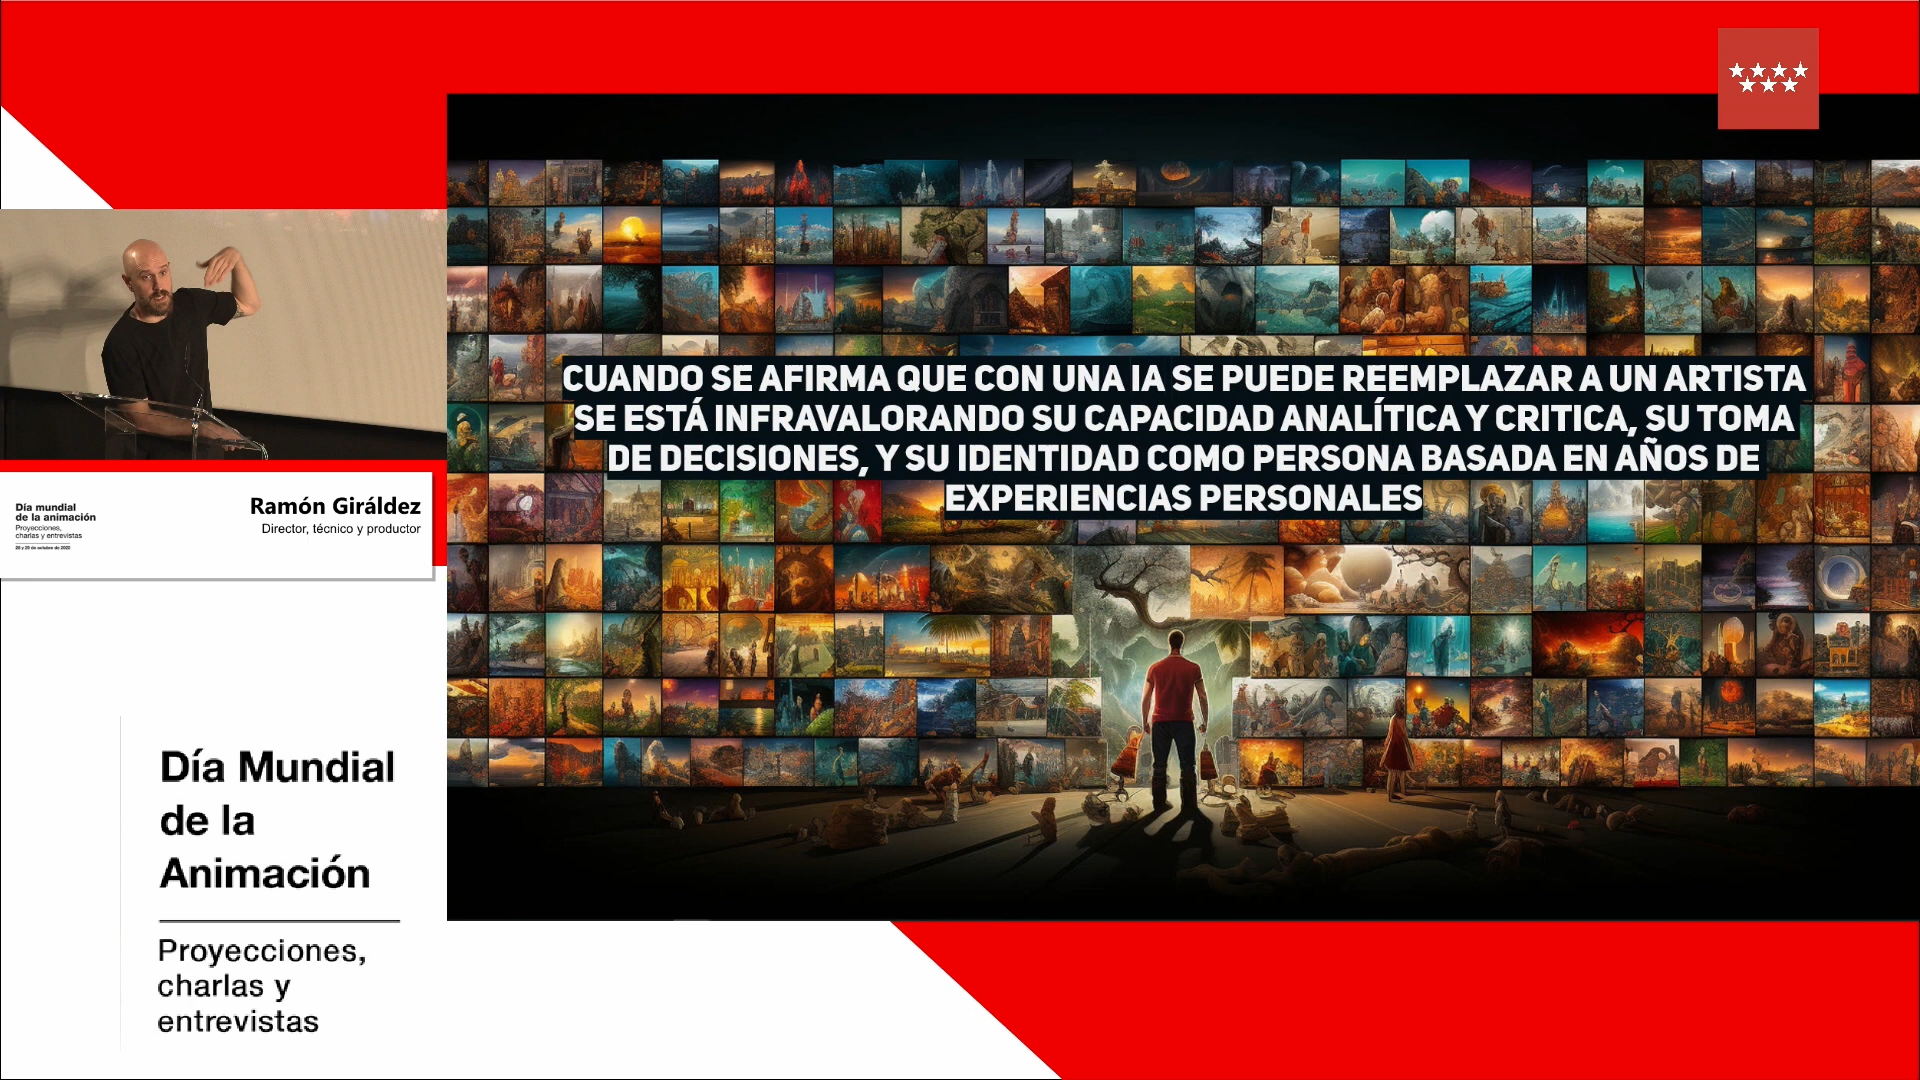 CUANDO SE AFIRMA QUE CON UNA IA SE PUEDE REEMPLAZAR A UN ARTISTA
SE ESTÁ INFRAVALORANDO SU CAPACIDAD ANALÍTICA Y CRITICA, SU TOMA
DE DECISIONES, Y SU IDENTIDAD COMO PERSONA BASADA EN AÑOS DE
EXPERIENCIAS PERSONALES
Día mundial
de la animación
Proyecciones,
charlas y entrevistas
Ramón Giráldez
Director, técnico y productor
Día Mundial
de la
Animación
Proyecciones,
charlas y
entrevistas